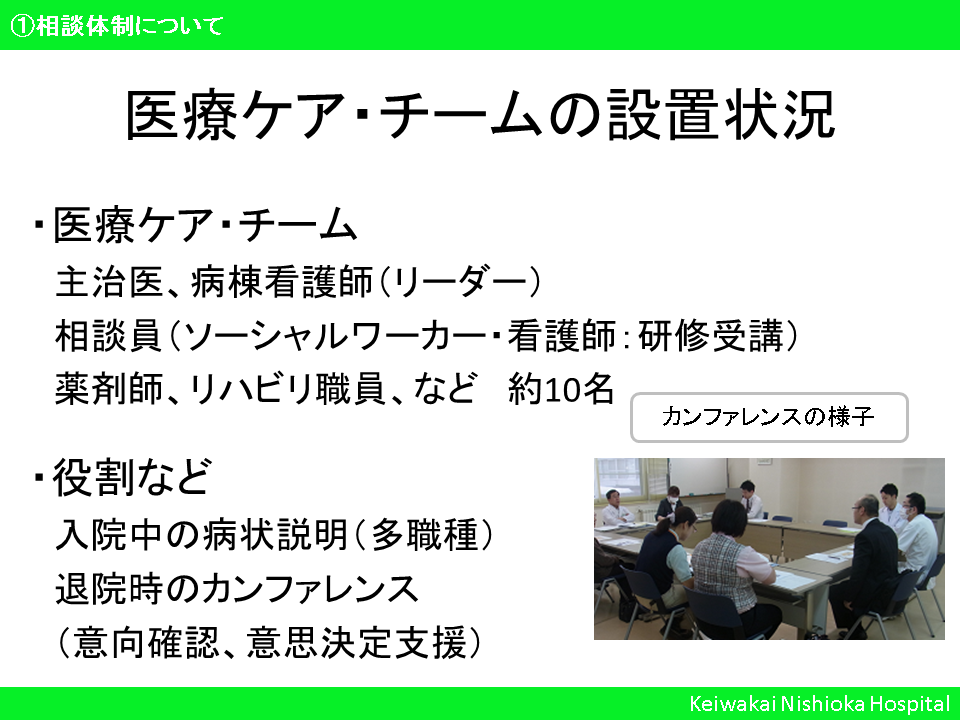 ①相談体制について
医療ケア・チームの設置状況
・医療ケア・チーム
主治医、病棟看護師(リーダー)
相談員(ソーシャルワーカー・看護師:研修受講)
薬剤師、リハビリ職員、など　約10名
カンファレンスの様子
・役割など
入院中の病状説明(多職種)
退院時のカンファレンス
(意向確認、意思決定支援)
Keiwakai Nishioka Hospital